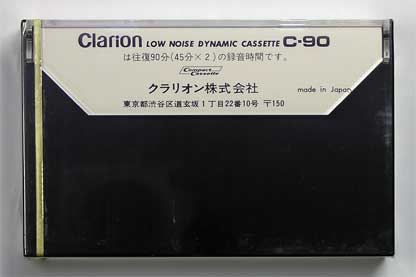 Clarion LOW NOISE DYNAMIC CASSETTE C-90
は往復90分(45分×2)の録音時間です。
Compact Cassette
クラリオン株式会社
made in Japan
東京都渋谷区道玄坂1丁目22番10号 〒150